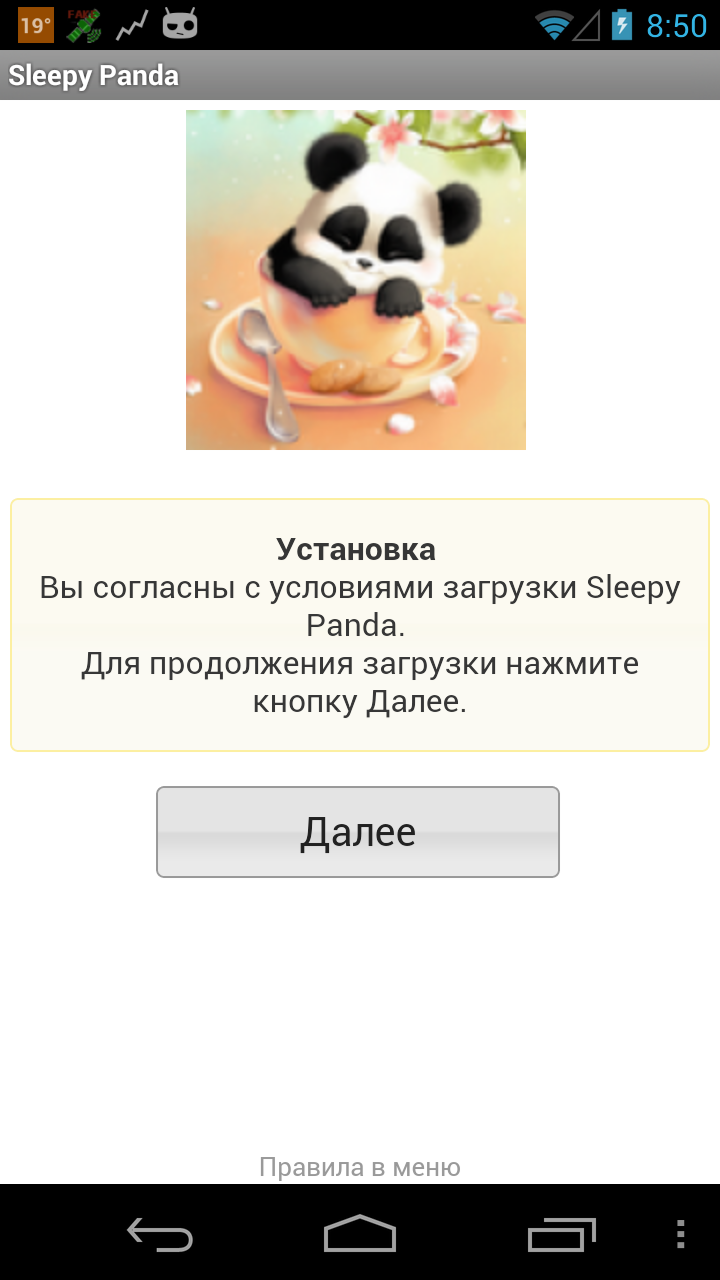 19°
FAKE
8:50
Sleepy Panda
Установка
Вы согласны с условиями загрузки Sleepy
Panda.
Для продолжения загрузки нажмите
кнопку Далее.
Далее
Правила в меню